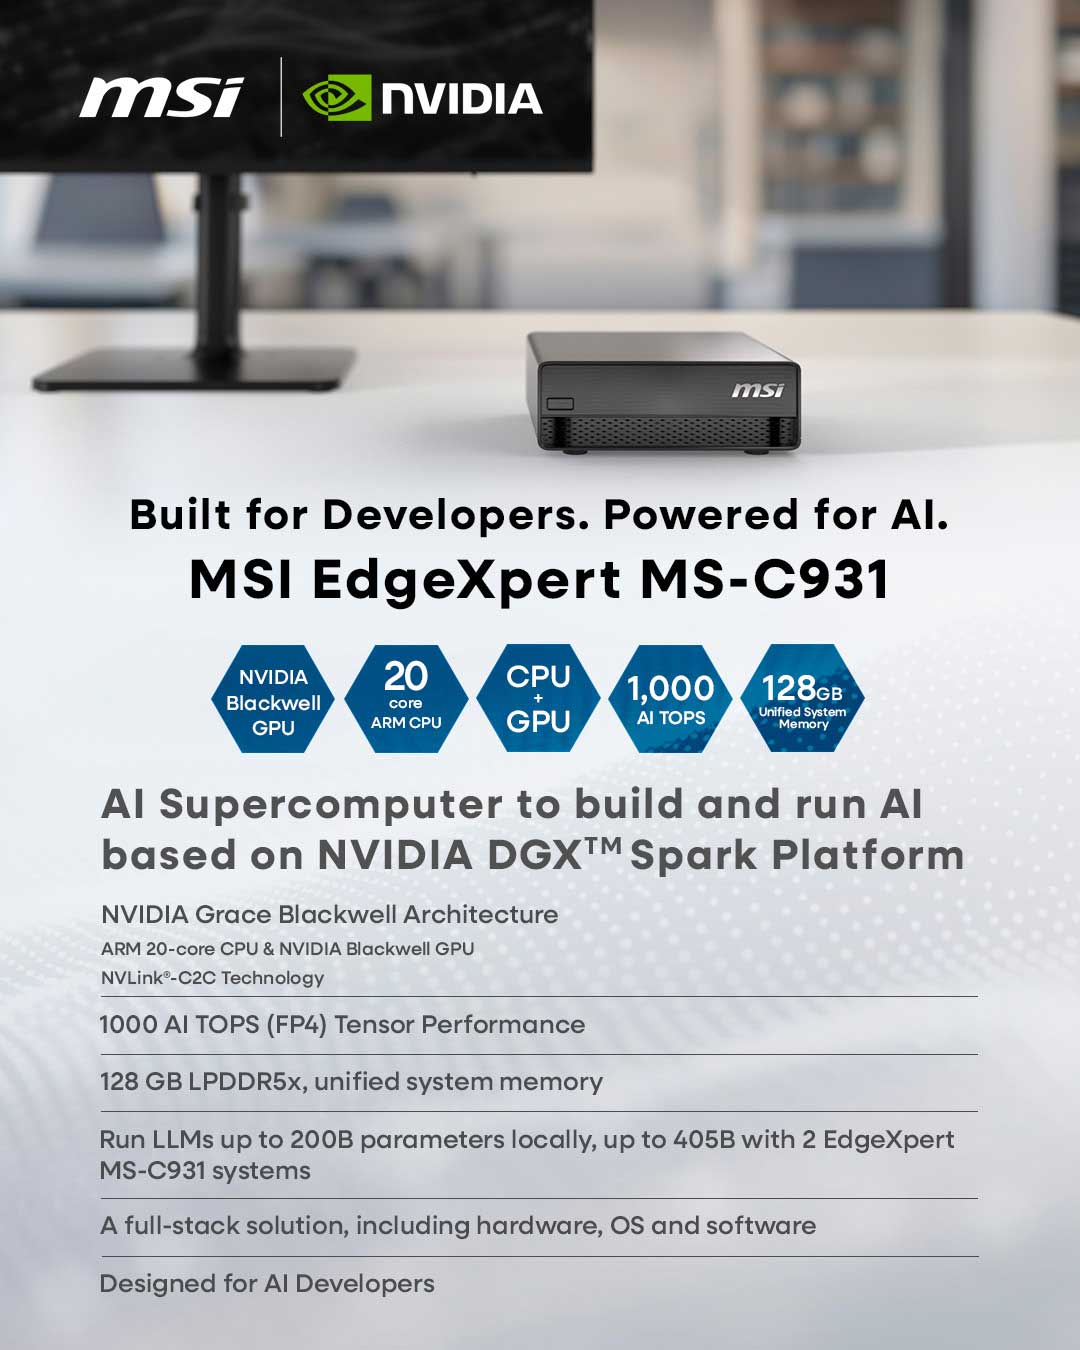 msi | NVIDIA
msi
Built for Developers. Powered for AI.
MSI EdgeXpert MS-C931
NVIDIA
Blackwell
GPU
20
core
ARM CPU
CPU
+
GPU
1,000
AI TOPS
128GB
Unified System
Memory
AI Supercomputer to build and run AI
based on NVIDIA DGX™ Spark Platform
NVIDIA Grace Blackwell Architecture
ARM 20-core CPU & NVIDIA Blackwell GPU
NVLink®-C2C Technology
1000 AI TOPS (FP4) Tensor Performance
128 GB LPDDR5x, unified system memory
Run LLMs up to 200B parameters locally, up to 405B with 2 EdgeXpert
MS-C931 systems
A full-stack solution, including hardware, OS and software
Designed for AI Developers